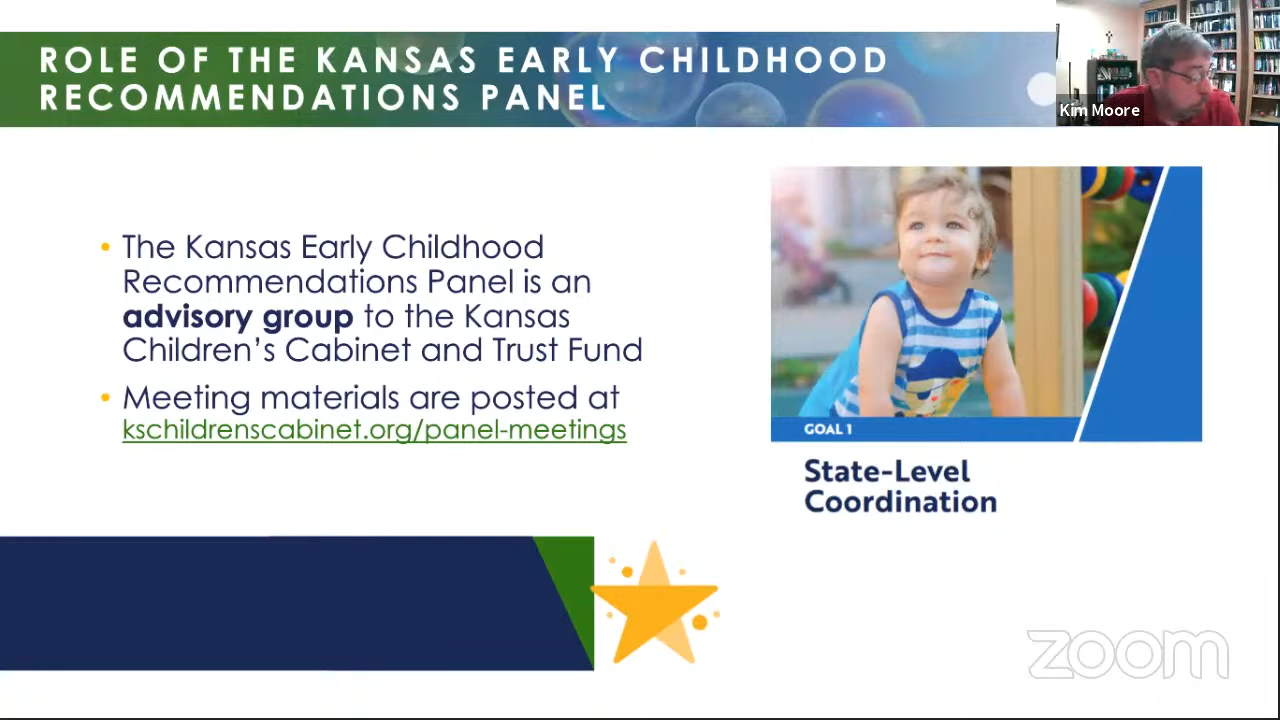 ROLE OF THE KANSAS EARLY CHILDHOOD
RECOMMENDATIONS PANEL
Kim Moore
• The Kansas Early Childhood
Recommendations Panel is an
advisory group to the Kansas
Children’s Cabinet and Trust Fund
• Meeting materials are posted at
kschildrenscabinet.org/panel-meetings
GOAL 1
State-Level
Coordination
zoom